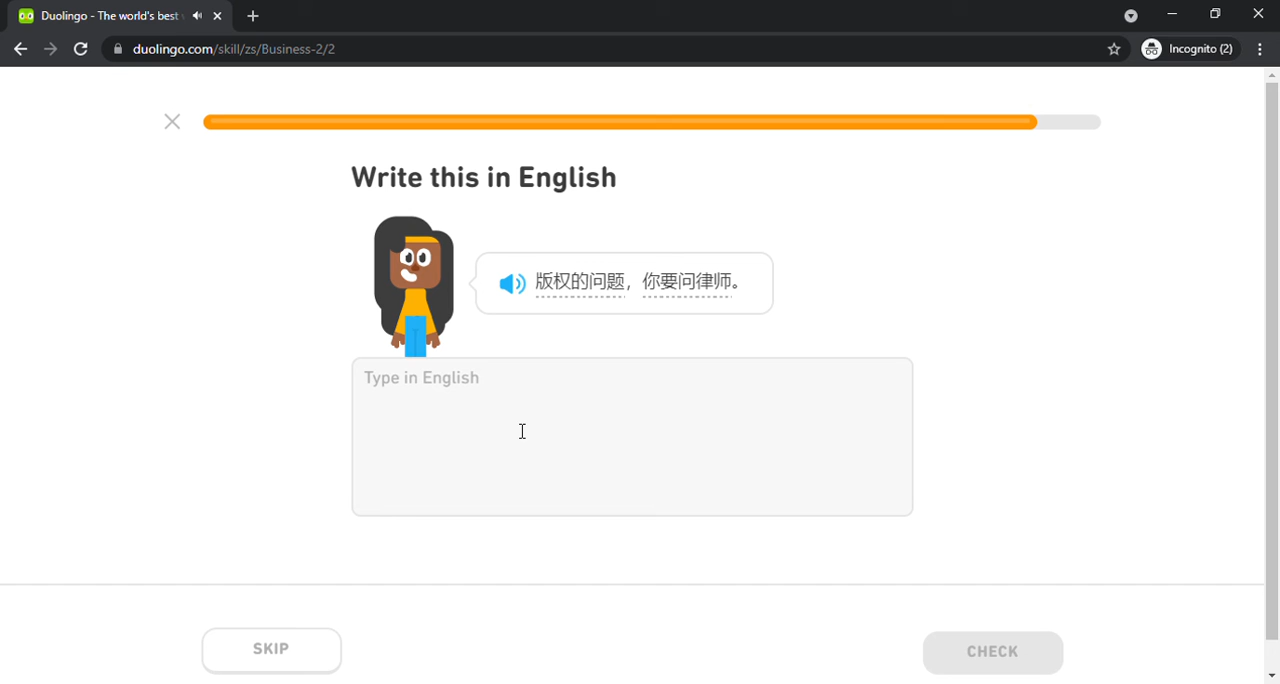 Duolingo - The world's best
duolingo.com/skill/zs/Business-2/2
Incognito (2)
Write this in English
版权的问题，你要问律师。
Type in English
SKIP
CHECK